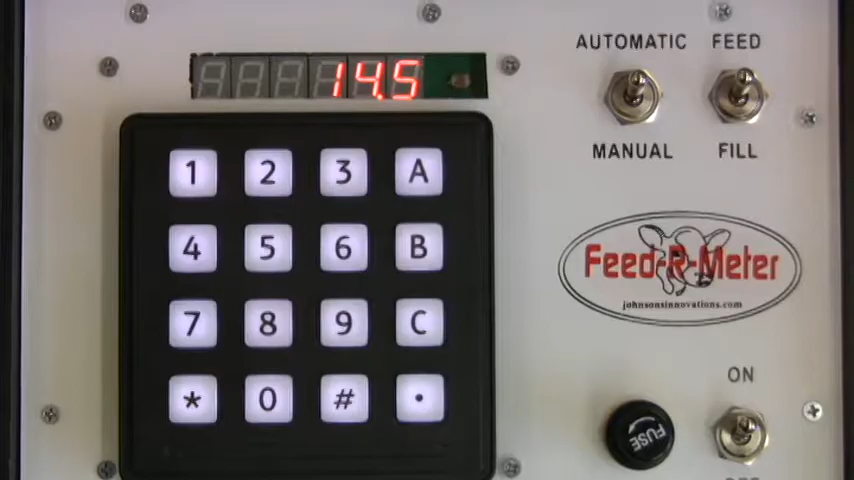 AUTOMATIC FEED
14.5
MANUAL FILL
1 2 3 A
4 5 6 B
Feed-R-Meter
johnsonsinnovations.com
7 8 9 C
ON
* 0 # .
FUSE